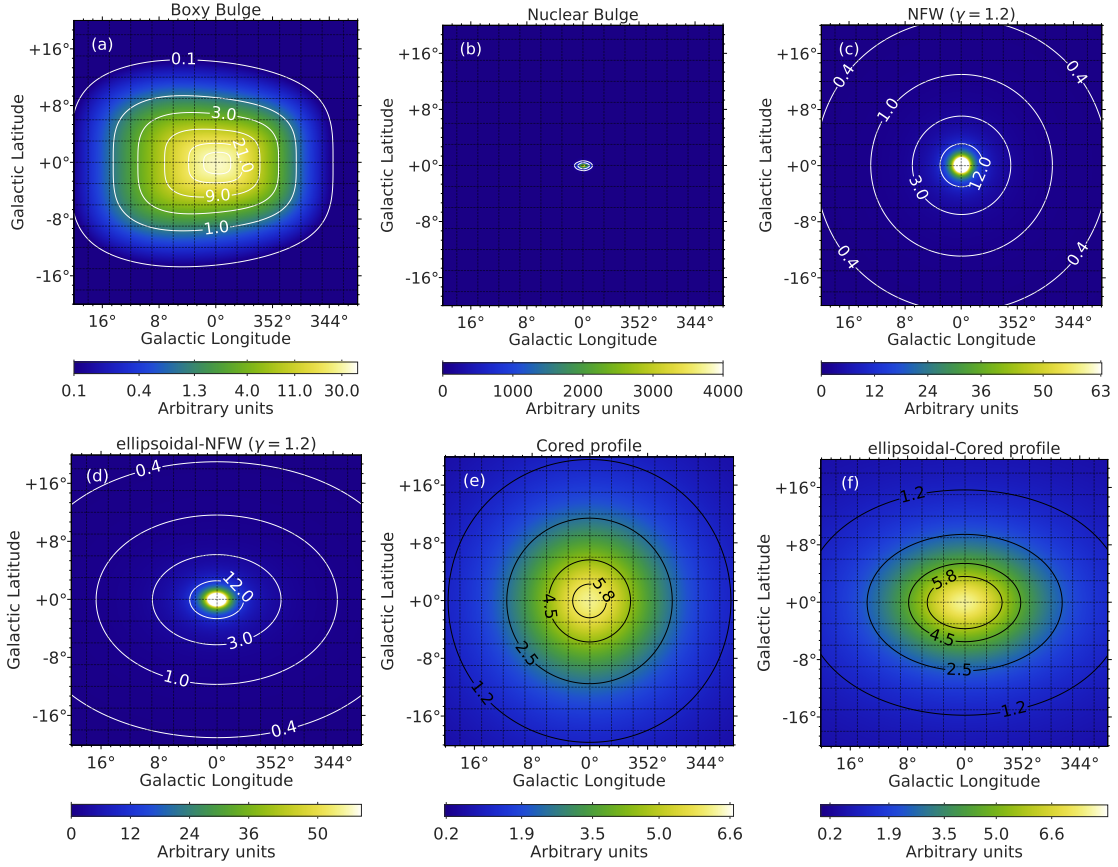 Boxy Bulge
(a)
0.1
3.0
21.0
9.0
1.0
+16°
+8°
+0°
-8°
-16°
Galactic Latitude
16° 8° 0° 352° 344°
Galactic Longitude
0.1 0.4 1.3 4.0 11.0 30.0
Arbitrary units
Nuclear Bulge
(b)
+16°
+8°
+0°
-8°
-16°
Galactic Latitude
16° 8° 0° 352° 344°
Galactic Longitude
0 1000 2000 3000 4000
Arbitrary units
NFW (γ = 1.2)
(c)
0.4 0.4
1.0
3.0 12.0
0.4 0.4
+16°
+8°
+0°
-8°
-16°
Galactic Latitude
16° 8° 0° 352° 344°
Galactic Longitude
0 12 24 36 50 63
Arbitrary units
ellipsoidal-NFW (γ = 1.2)
(d)
0.4
12.0
3.0
1.0
0.4
+16°
+8°
+0°
-8°
-16°
Galactic Latitude
16° 8° 0° 352° 344°
Galactic Longitude
0 12 24 36 50
Arbitrary units
Cored profile
(e)
5.8
4.5
2.5
1.2
+16°
+8°
+0°
-8°
-16°
Galactic Latitude
16° 8° 0° 352° 344°
Galactic Longitude
0.2 1.9 3.5 5.0 6.6
Arbitrary units
ellipsoidal-Cored profile
(f)
1.2
5.8
4.5
2.5
1.2
+16°
+8°
+0°
-8°
-16°
Galactic Latitude
16° 8° 0° 352° 344°
Galactic Longitude
0.2 1.9 3.5 5.0 6.6
Arbitrary units